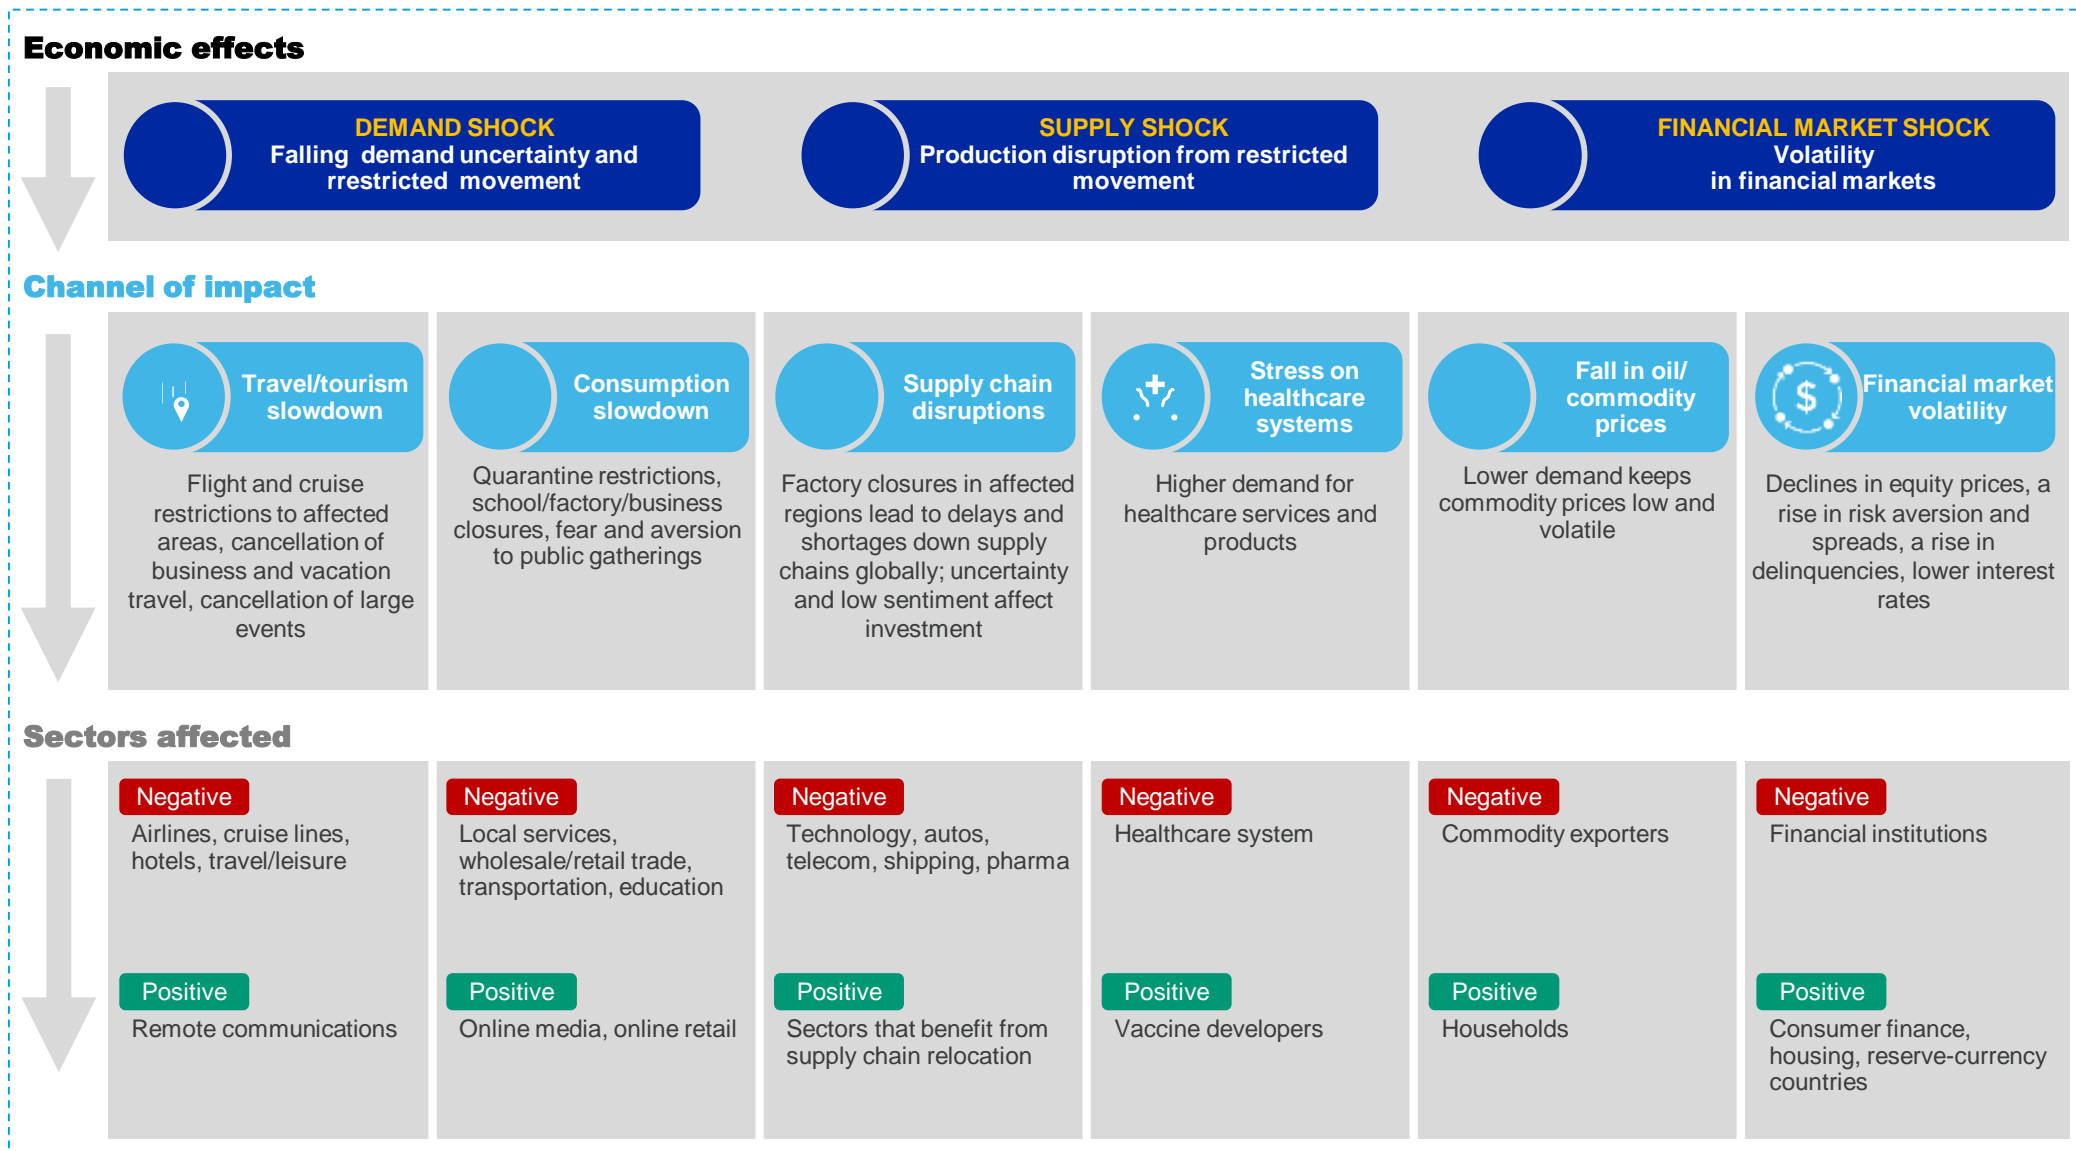 Economic effects
DEMAND SHOCK
Falling demand uncertainty and
rrestricted movement
SUPPLY SHOCK
Production disruption from restricted
movement
FINANCIAL MARKET SHOCK
Volatility
in financial markets
Channel of impact
Travel/tourism
slowdown
Flight and cruise
restrictions to affected
areas, cancellation of
business and vacation
travel, cancellation of large
events
Consumption
slowdown
Quarantine restrictions,
school/factory/business
closures, fear and aversion
to public gatherings
Supply chain
disruptions
Factory closures in affected
regions lead to delays and
shortages down supply
chains globally; uncertainty
and low sentiment affect
investment
Stress on
healthcare
systems
Higher demand for
healthcare services and
products
Fall in oil/
commodity
prices
Lower demand keeps
commodity prices low and
volatile
$
Financial market
volatility
Declines in equity prices, a
rise in risk aversion and
spreads, a rise in
delinquencies, lower interest
rates
Sectors affected
Negative
Airlines, cruise lines,
hotels, travel/leisure
Positive
Remote communications
Negative
Local services,
wholesale/retail trade,
transportation, education
Positive
Online media, online retail
Negative
Technology, autos,
telecom, shipping, pharma
Positive
Sectors that benefit from
supply chain relocation
Negative
Healthcare system
Positive
Vaccine developers
Negative
Commodity exporters
Positive
Households
Negative
Financial institutions
Positive
Consumer finance,
housing, reserve-currency
countries